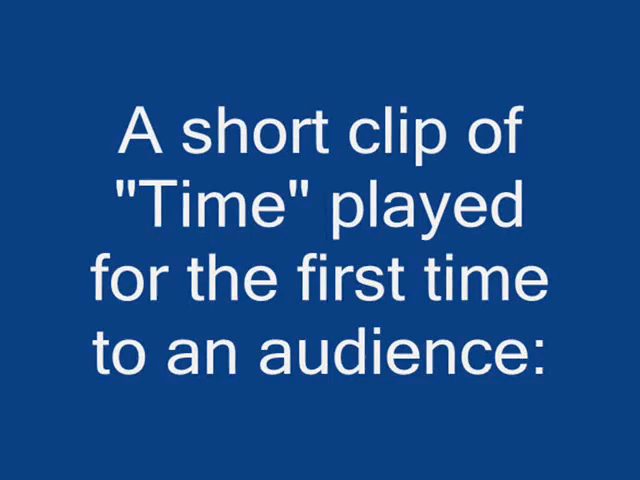 A short clip of
"Time" played
for the first time
to an audience: